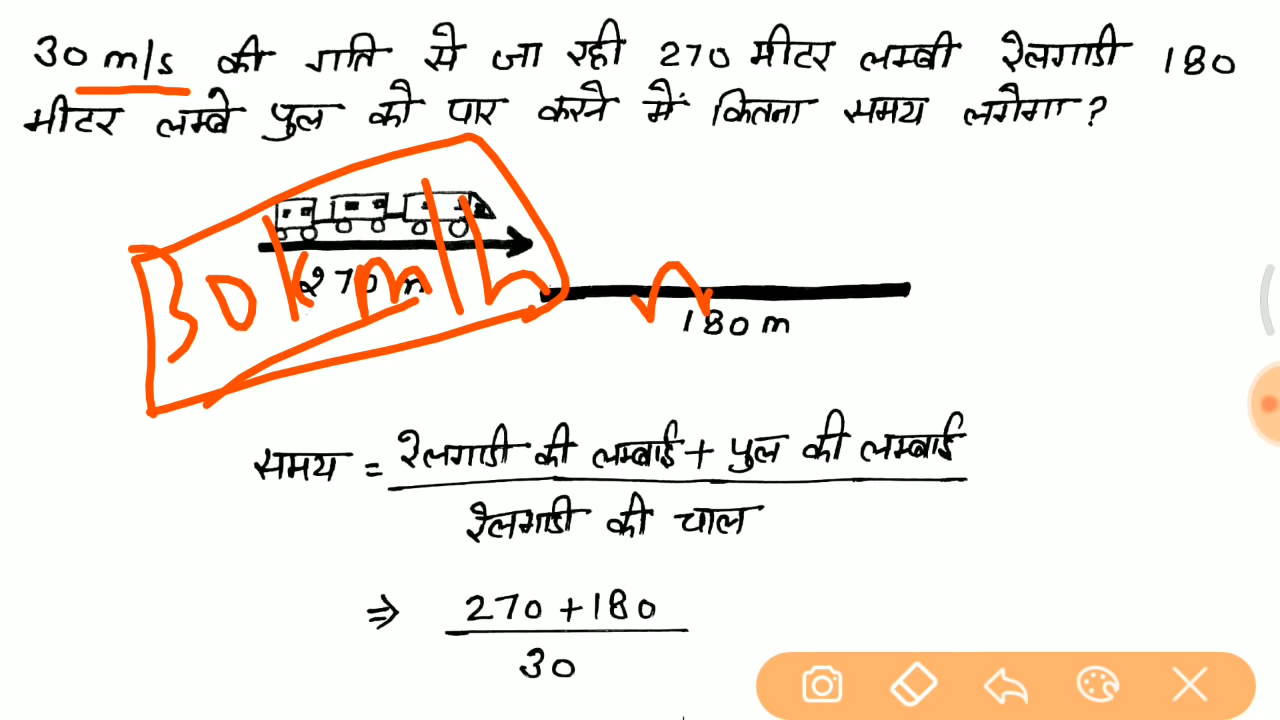 30 m/s की गति से जा रही 270 मीटर लम्बी रेलगाडी 180
मीटर लम्बे पुल को पार करने में कितना समय लगेगा?
30 km/h
270 m
180 m
समय = रेलगाडी की लम्बाई + पुल की लम्बाई
रेलगाडी की चाल
⇒ 270 + 180
30